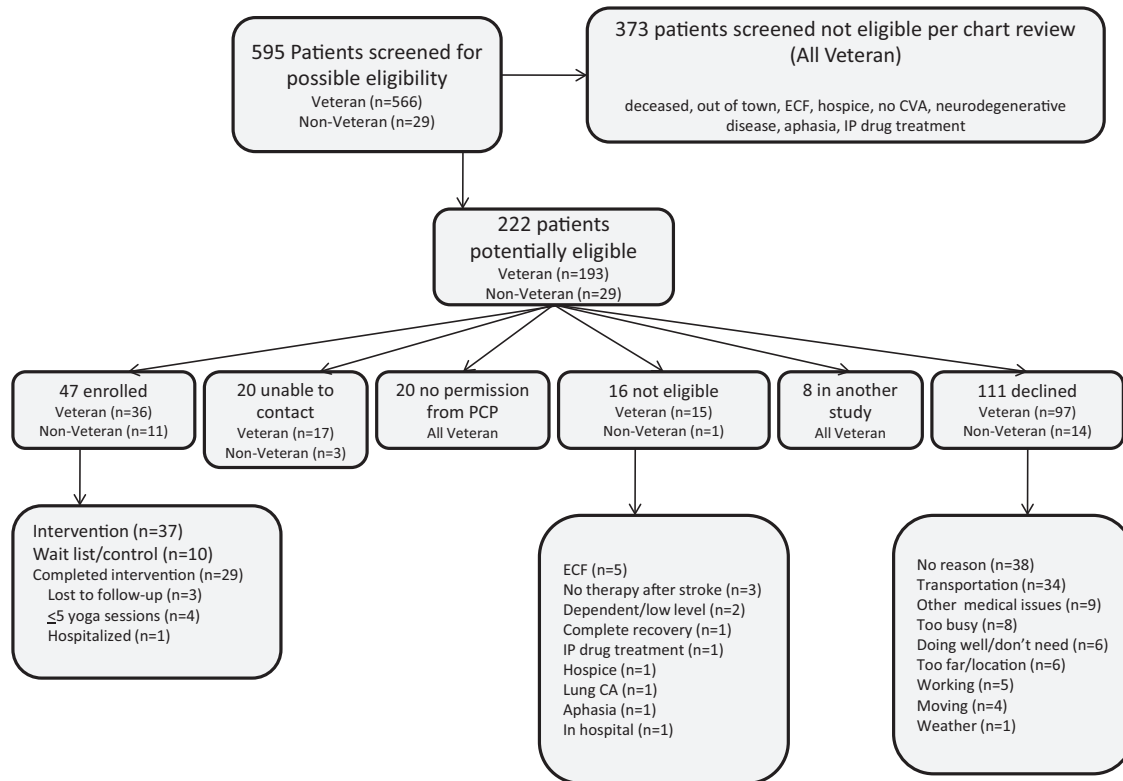 595 Patients screened for
possible eligibility
Veteran (n=566)
Non-Veteran (n=29)
373 patients screened not eligible per chart review
(All Veteran)
deceased, out of town, ECF, hospice, no CVA, neurodegenerative
disease, aphasia, IP drug treatment
222 patients
potentially eligible
Veteran (n=193)
Non-Veteran (n=29)
47 enrolled
Veteran (n=36)
Non-Veteran (n=11)
20 unable to
contact
Veteran (n=17)
Non-Veteran (n=3)
20 no permission
from PCP
All Veteran
16 not eligible
Veteran (n=15)
Non-Veteran (n=1)
8 in another
study
All Veteran
111 declined
Veteran (n=97)
Non-Veteran (n=14)
Intervention (n=37)
Wait list/control (n=10)
Completed intervention (n=29)
Lost to follow-up (n=3)
≤5 yoga sessions (n=4)
Hospitalized (n=1)
ECF (n=5)
No therapy after stroke (n=3)
Dependent/low level (n=2)
Complete recovery (n=1)
IP drug treatment (n=1)
Hospice (n=1)
Lung CA (n=1)
Aphasia (n=1)
In hospital (n=1)
No reason (n=38)
Transportation (n=34)
Other medical issues (n=9)
Too busy (n=8)
Doing well/don't need (n=6)
Too far/location (n=6)
Working (n=5)
Moving (n=4)
Weather (n=1)